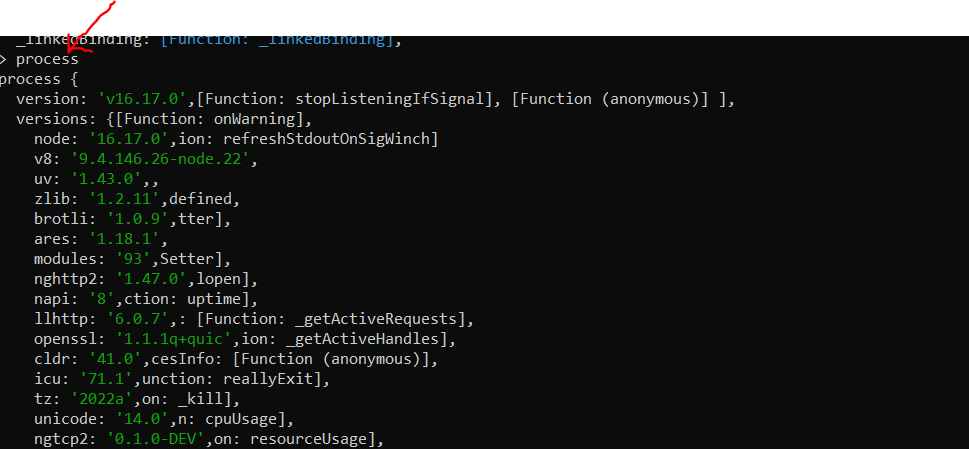 _linkedBinding: [Function: _linkedBinding],
> process
process {
version: 'v16.17.0',[Function: stopListeningIfSignal], [Function (anonymous)] ],
versions: {[Function: onWarning],
node: '16.17.0',ion: refreshStdoutOnSigWinch]
v8: '9.4.146.26-node.22',
uv: '1.43.0',,
zlib: '1.2.11',defined,
brotli: '1.0.9',tter],
ares: '1.18.1',
modules: '93',Setter],
nghttp2: '1.47.0',lopen],
napi: '8',ction: uptime],
llhttp: '6.0.7',: [Function: _getActiveRequests],
openssl: '1.1.1q+quic',ion: _getActiveHandles],
cldr: '41.0',cesInfo: [Function (anonymous)],
icu: '71.1',unction: reallyExit],
tz: '2022a',on: _kill],
unicode: '14.0',n: cpuUsage],
ngtcp2: '0.1.0-DEV',on: resourceUsage],